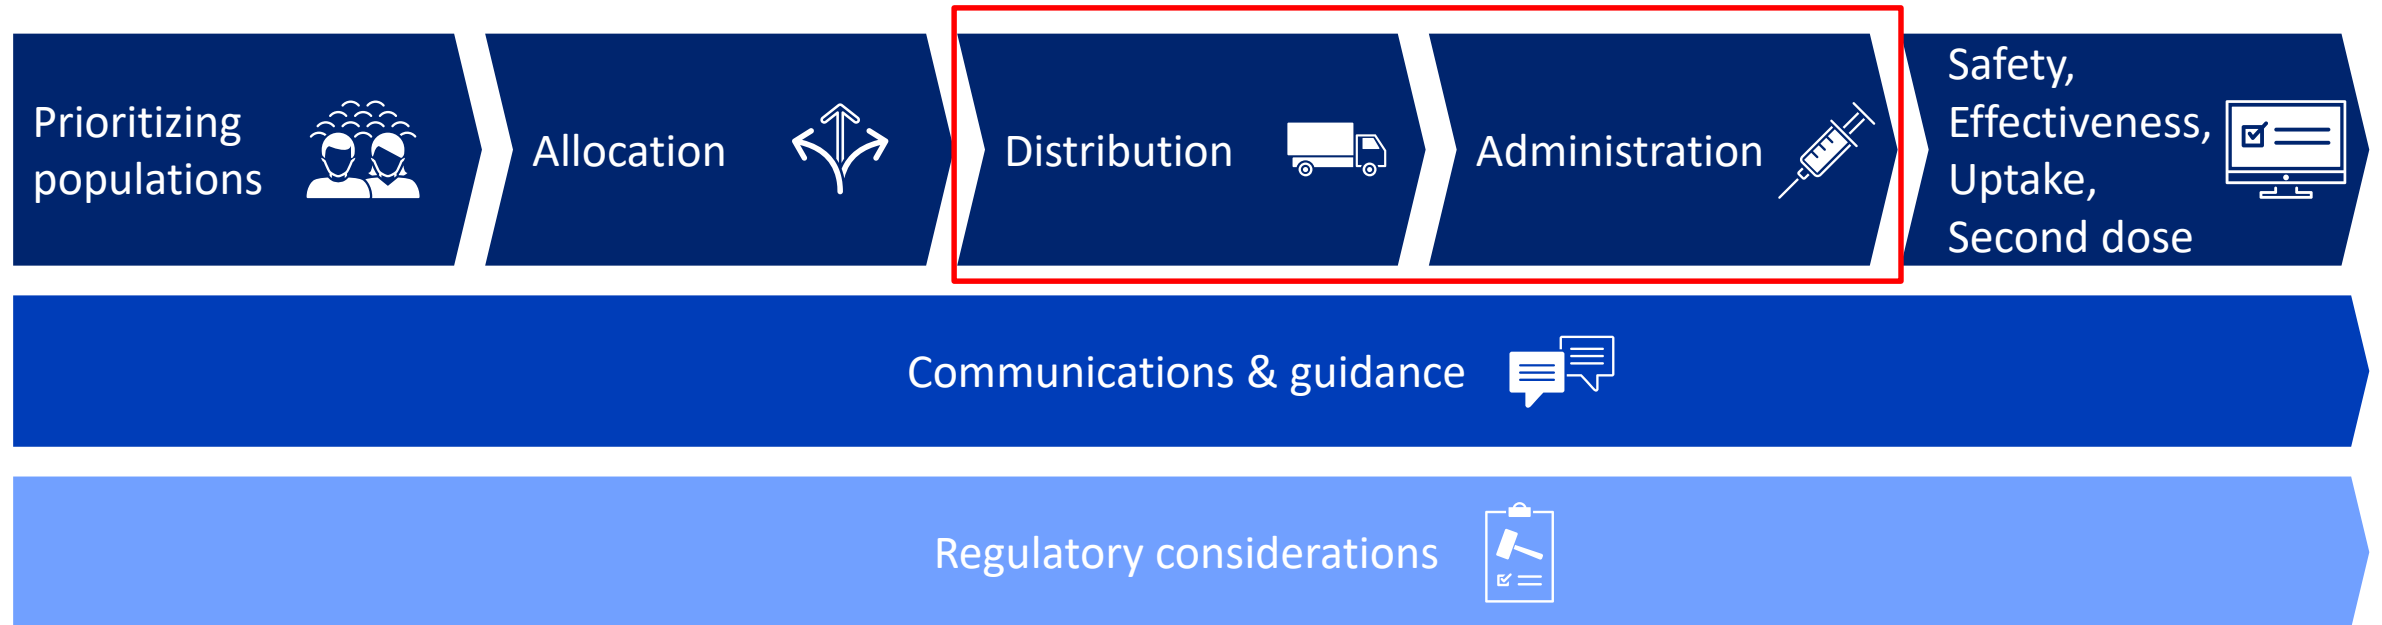 Prioritizing
populations
Allocation
Distribution
Administration
Safety,
Effectiveness,
Uptake,
Second dose
Communications & guidance
Regulatory considerations